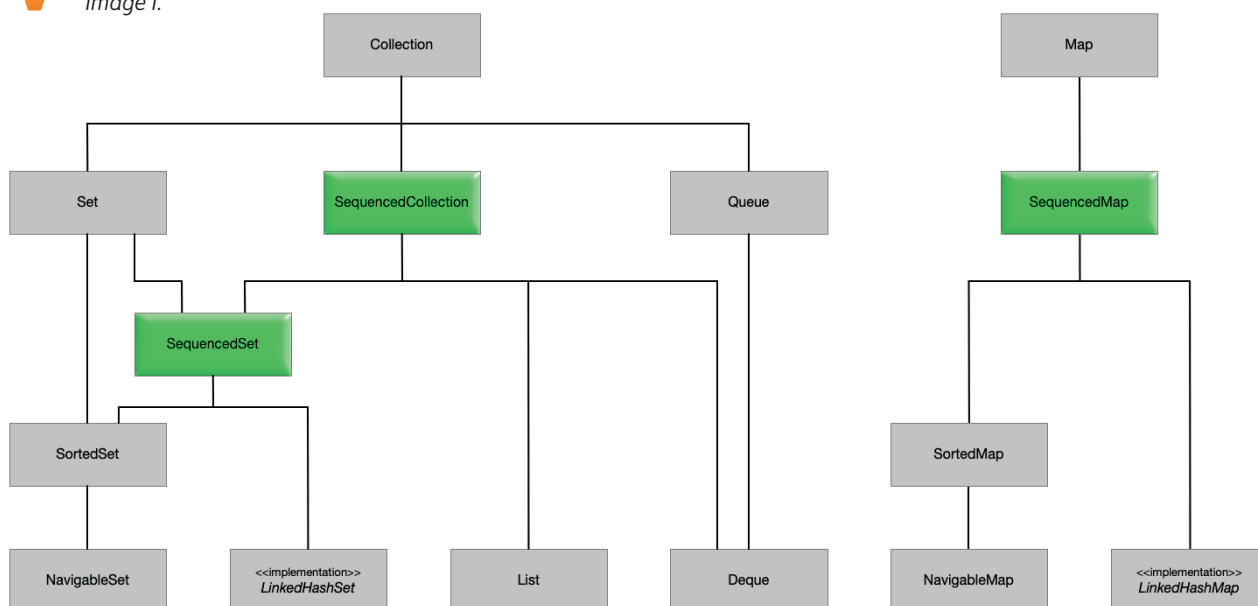 Image 1.
Collection
Map
Set
SequencedCollection
Queue
SequencedMap
SequencedSet
SortedSet
SortedMap
NavigableSet
<<implementation>>
LinkedHashSet
List
Deque
NavigableMap
<<implementation>>
LinkedHashMap